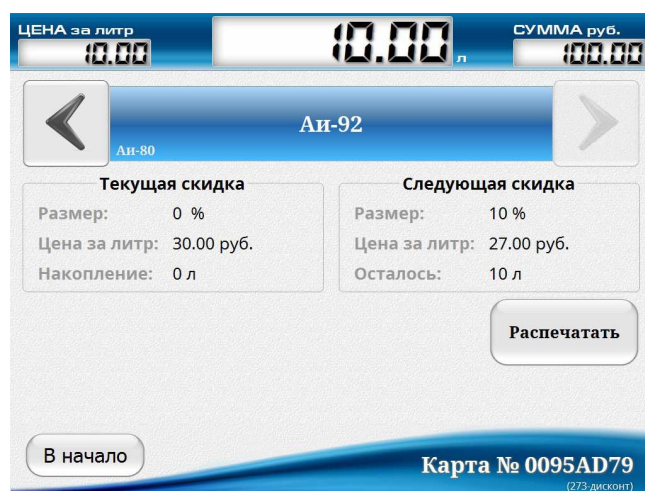 ЦЕНА за литр
СУММА руб.
10.00
10.00 л
100.00
Аи-92
Аи-80
Текущая скидка
Следующая скидка
Размер: 0 %
Размер: 10 %
Цена за литр: 30.00 руб.
Цена за литр: 27.00 руб.
Накопление: 0 л
Осталось: 10 л
Распечатать
В начало
Карта № 0095AD79
(273-дисконт)